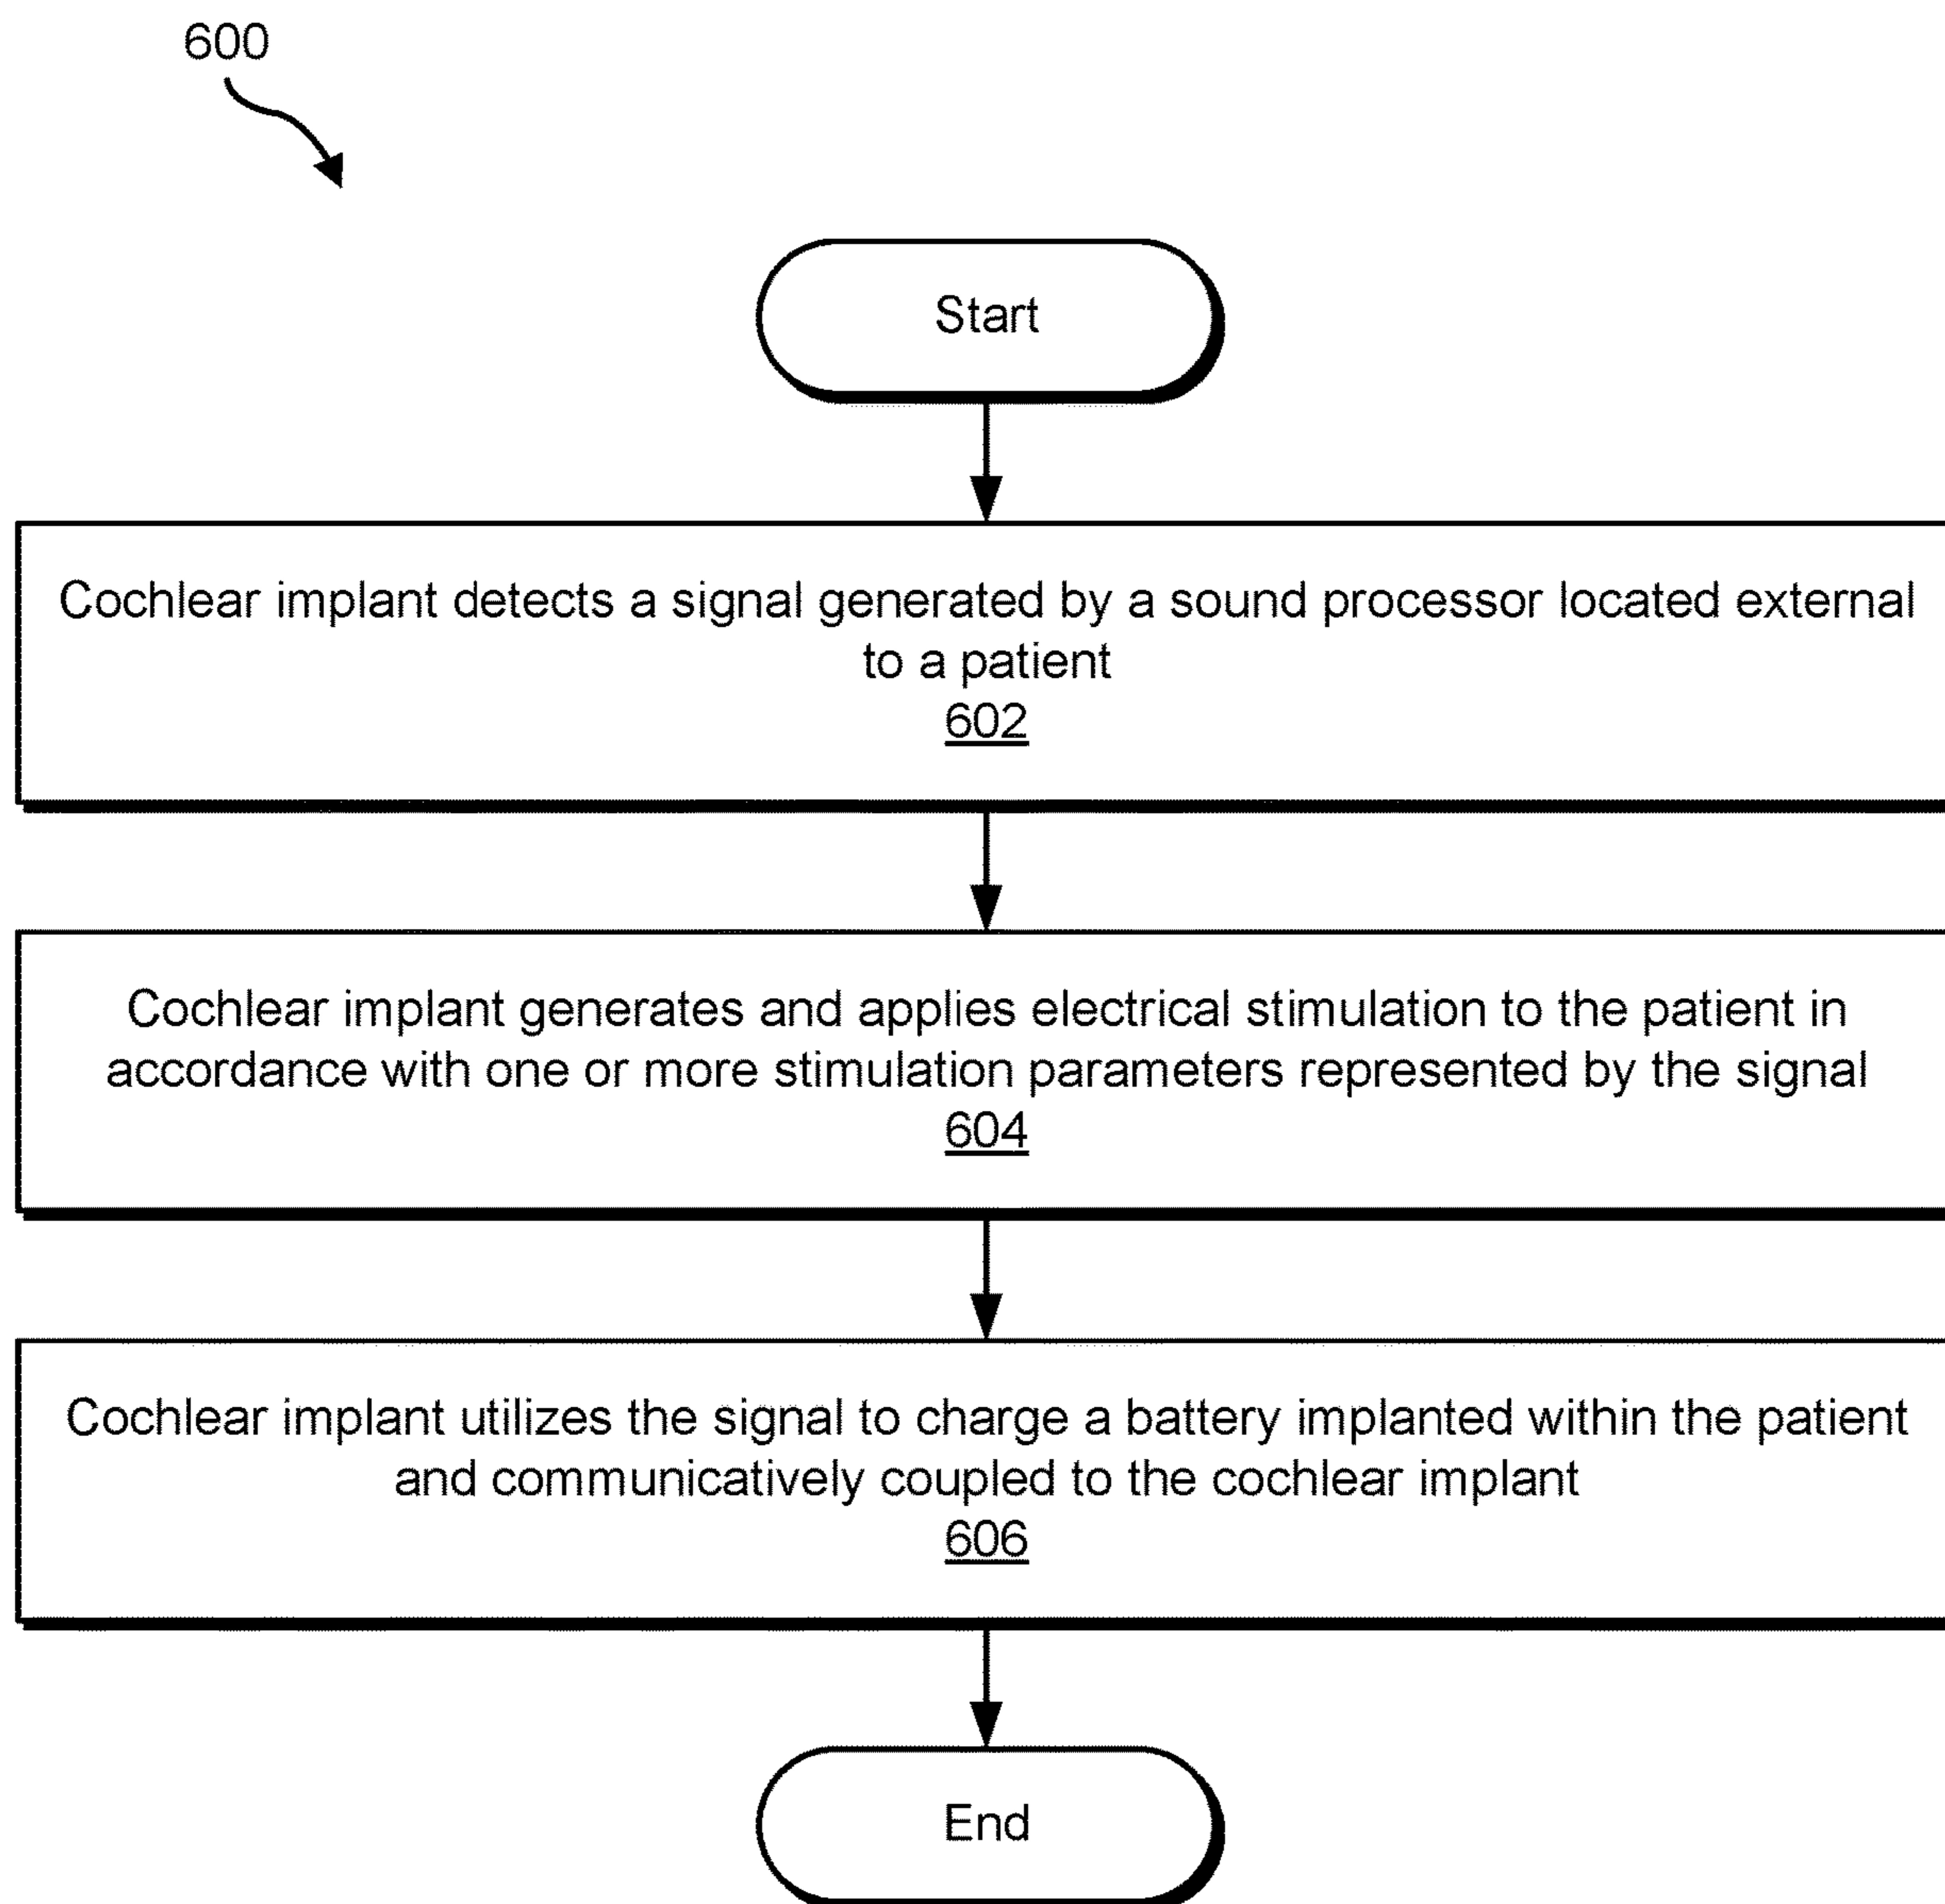 600
Start
Cochlear implant detects a signal generated by a sound processor located external
to a patient
602
Cochlear implant generates and applies electrical stimulation to the patient in
accordance with one or more stimulation parameters represented by the signal
604
Cochlear implant utilizes the signal to charge a battery implanted within the patient
and communicatively coupled to the cochlear implant
606
End